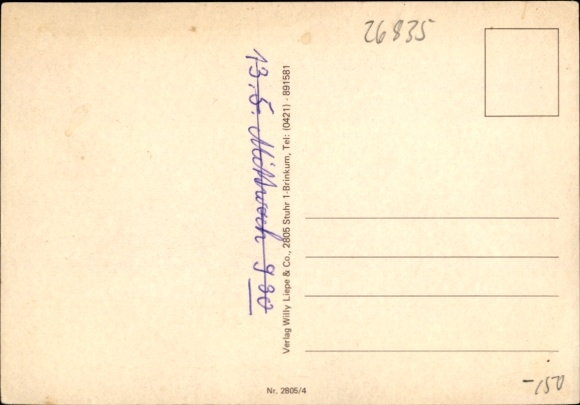 26835
13.5. Mittwoch 9 30
Verlag Willy Liepe & Co., 2805 Stuhr 1-Brinkum, Tel: (0421) - 891581
Nr. 2805/4
-150